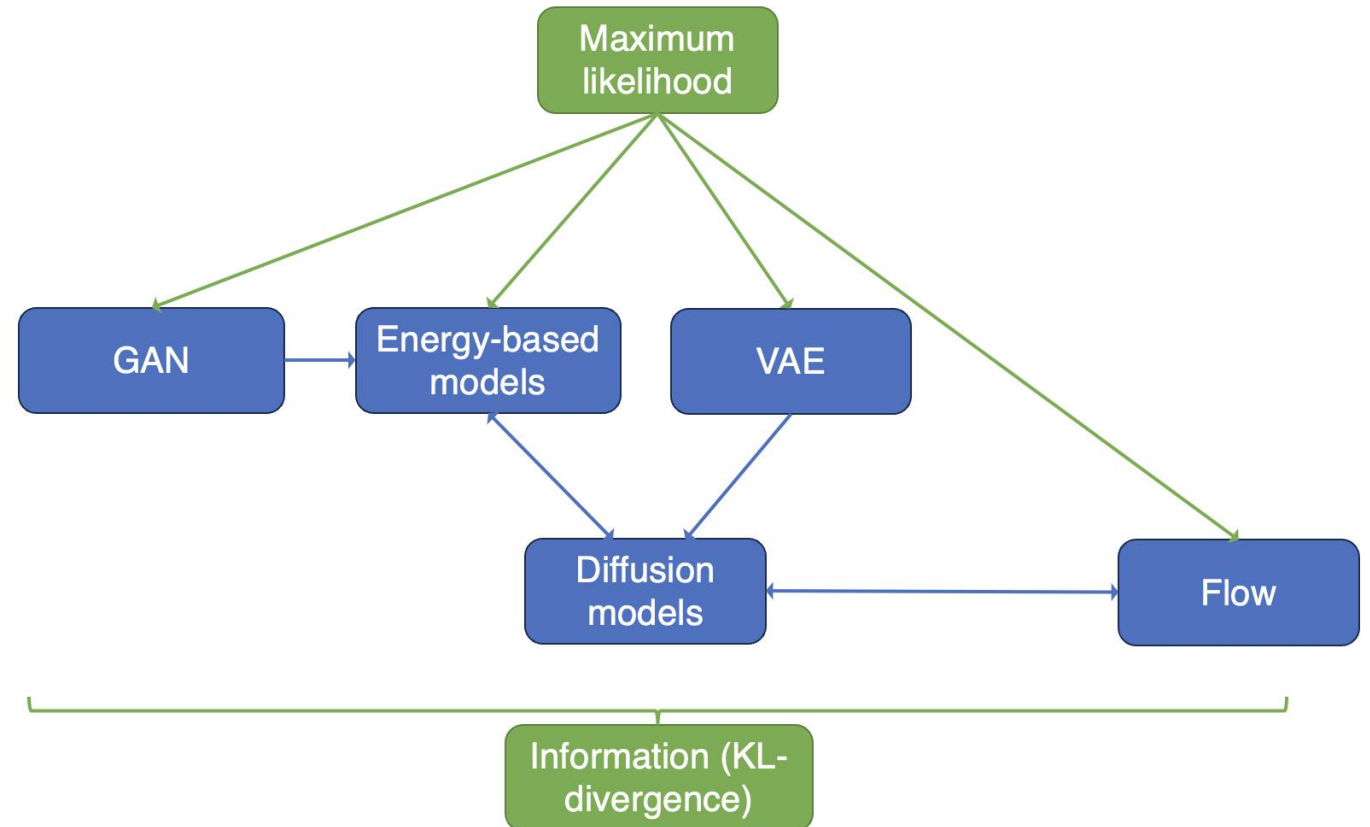 Maximum
likelihood
GAN
Energy-based
models
VAE
Diffusion
models
Flow
Information (KL-
divergence)